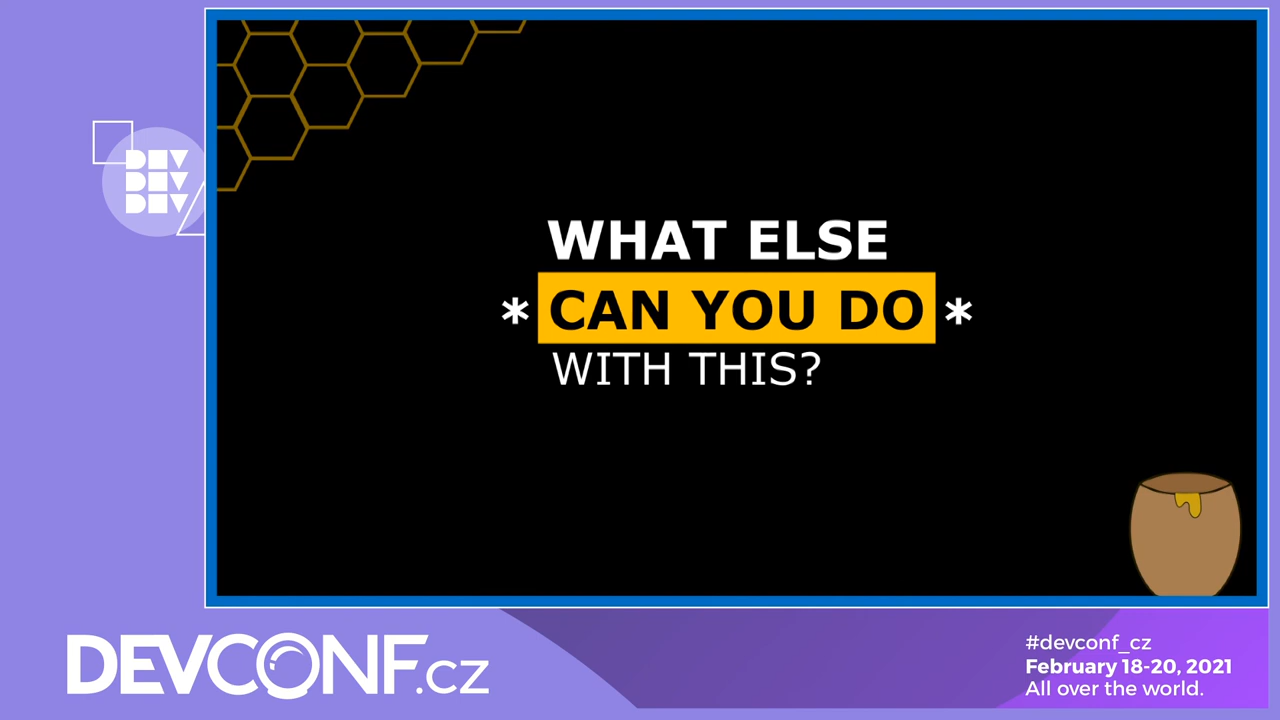 DEV
DEV
DEV
WHAT ELSE
* CAN YOU DO *
WITH THIS?
DEVCONF.cz
#devconf_cz
February 18-20, 2021
All over the world.